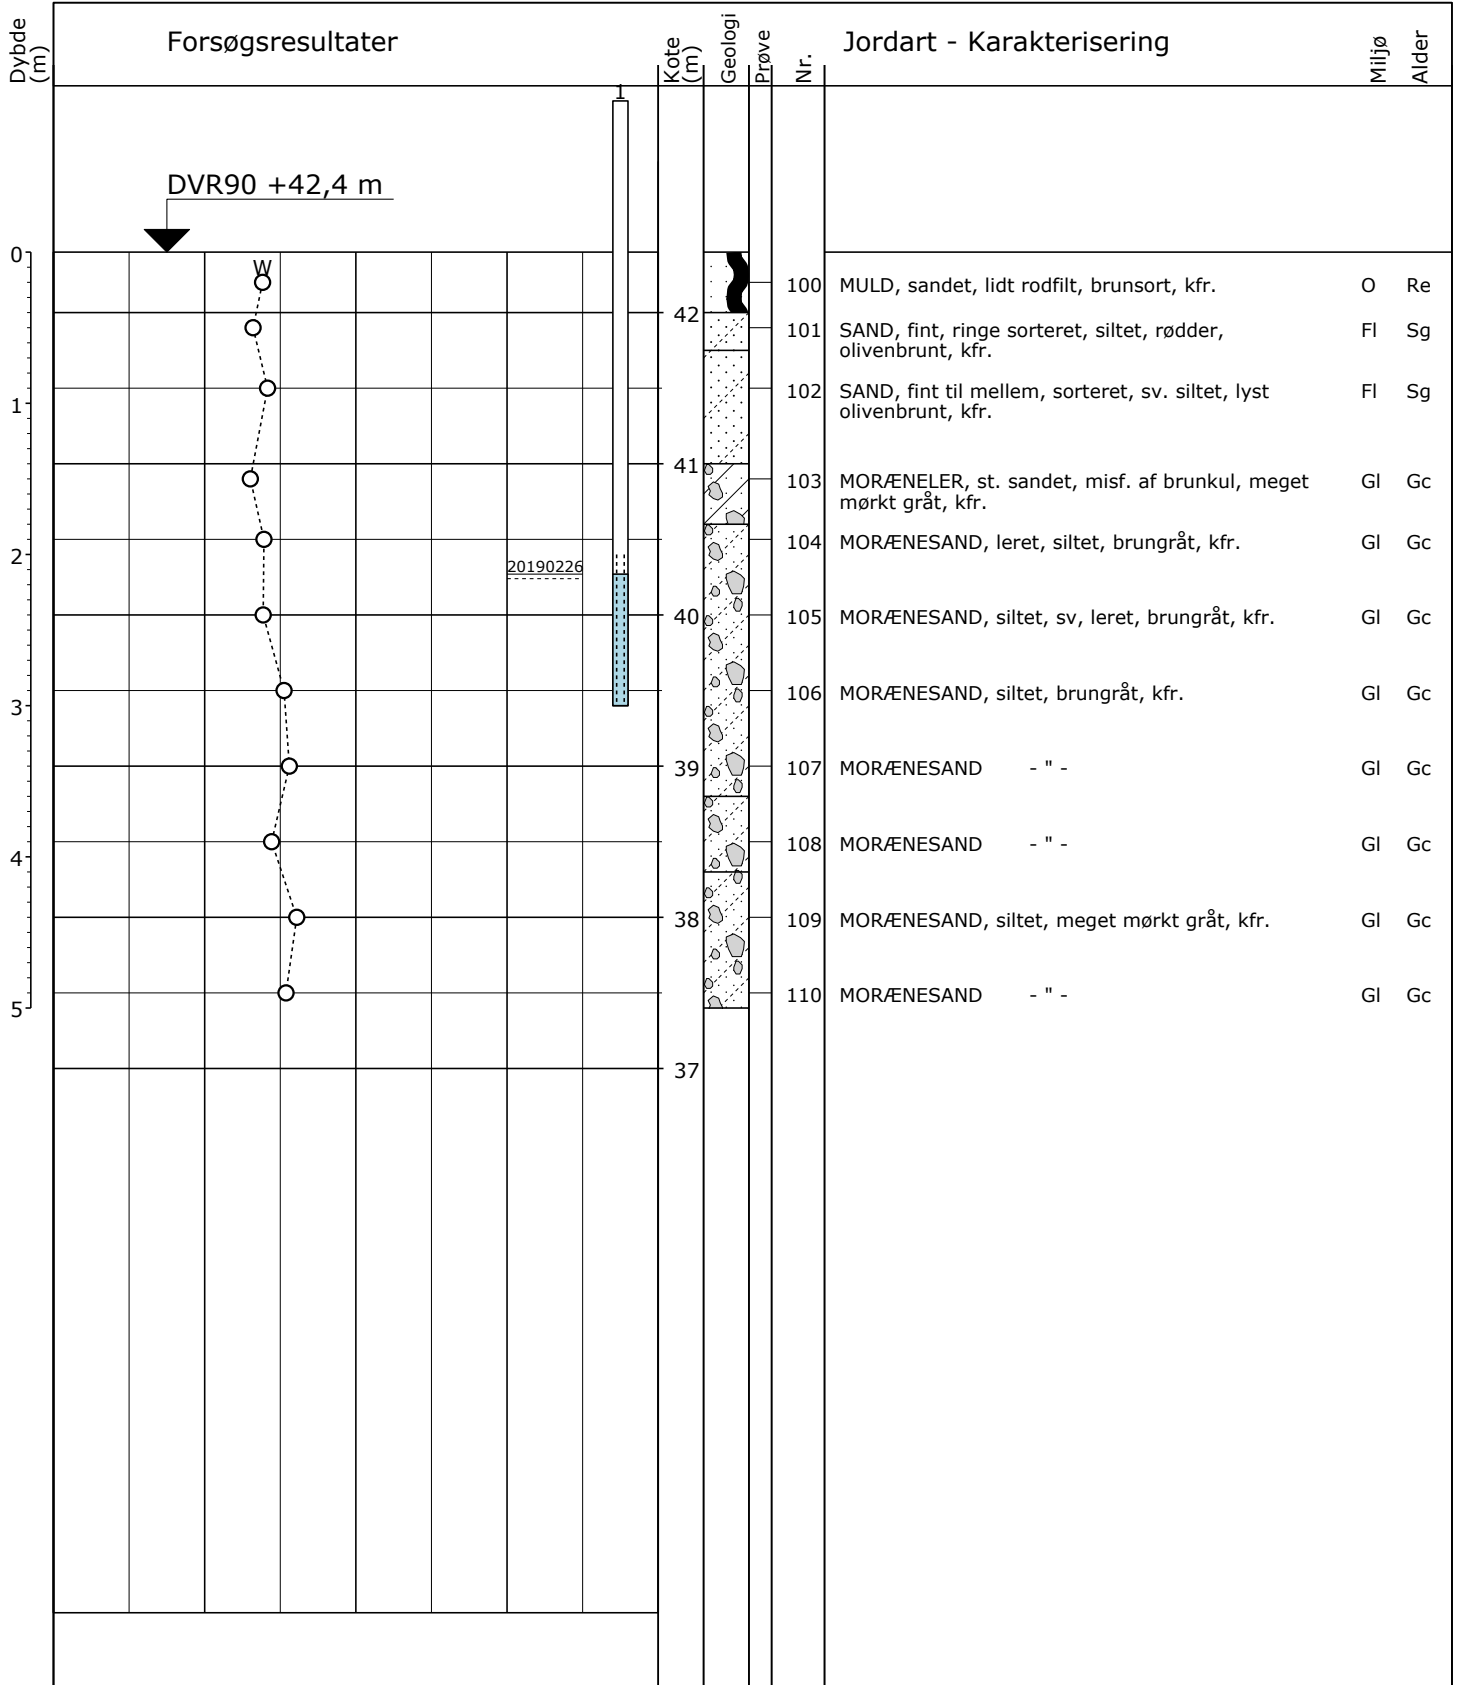 Dybde
(m)
Forsøgsresultater
Kote
(m)
Geologi
Prøve
Nr.
Jordart - Karakterisering
Miljø
Alder
1
DVR90 +42,4 m
0
W
100 MULD, sandet, lidt rodfilt, brunsort, kfr. O Re
42
101 SAND, fint, ringe sorteret, siltet, rødder, Fl Sg
olivenbrunt, kfr.
1
102 SAND, fint til mellem, sorteret, sv. siltet, lyst Fl Sg
olivenbrunt, kfr.
41
103 MORÆNELER, st. sandet, misf. af brunkul, meget Gl Gc
mørkt gråt, kfr.
2
104 MORÆNESAND, leret, siltet, brungråt, kfr. Gl Gc
20190226
40
105 MORÆNESAND, siltet, sv, leret, brungråt, kfr. Gl Gc
3
106 MORÆNESAND, siltet, brungråt, kfr. Gl Gc
39
107 MORÆNESAND - " - Gl Gc
4
108 MORÆNESAND - " - Gl Gc
38
109 MORÆNESAND, siltet, meget mørkt gråt, kfr. Gl Gc
5
110 MORÆNESAND - " - Gl Gc
37